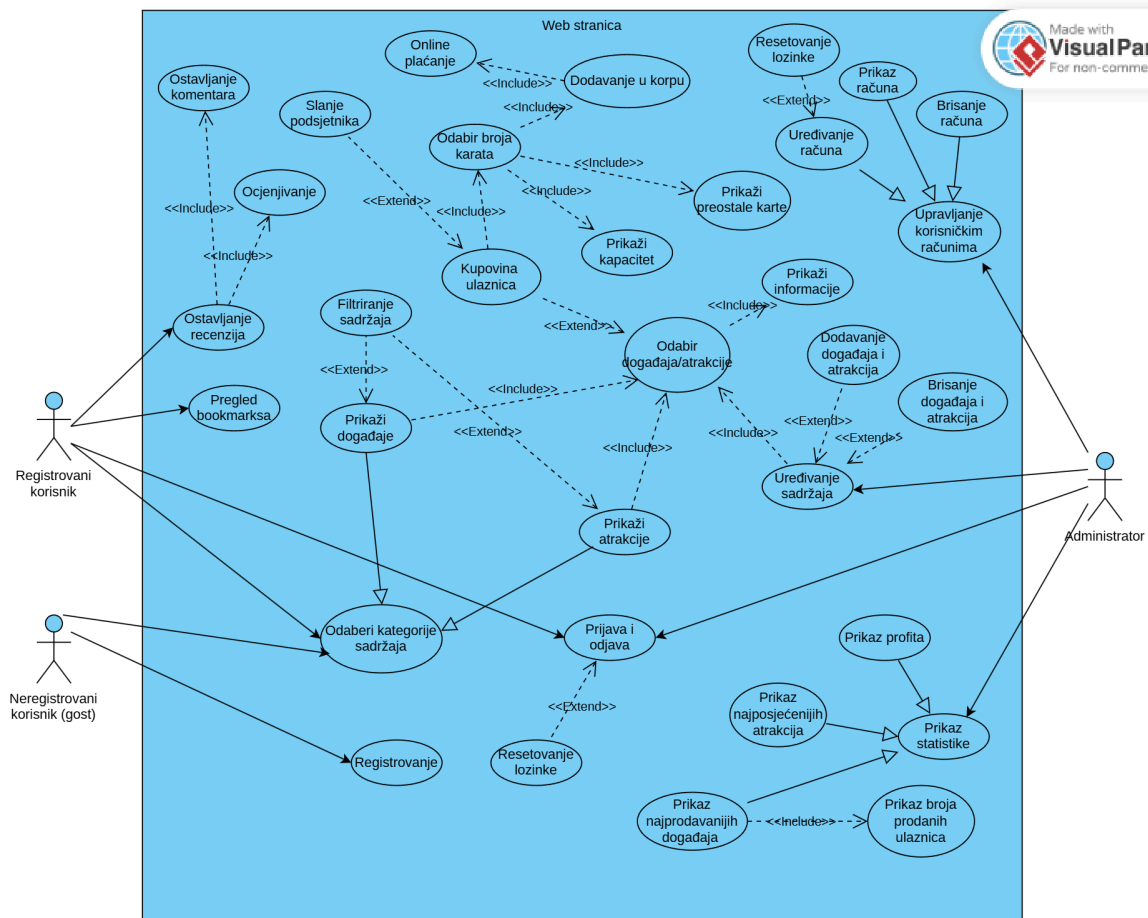 Web stranica
Made with
VisualPar
For non-commer
Online
plaćanje
Resetovanje
lozinke
Ostavljanje
komentara
<<Include>>
Dodavanje u korpu
Prikaz
računa
Slanje
podsjetnika
<<Include>>
<<Extend>>
Brisanje
računa
Odabir broja
karata
Uređivanje
računa
<<Include>>
Ocjenjivanje
<<Include>>
Prikaži
preostale karte
<<Include>>
<<Extend>>
<<Include>>
Upravljanje
korisničkim
računima
Prikaži
kapacitet
<<Include>>
Kupovina
ulaznica
Prikaži
informacije
Filtriranje
sadržaja
<<Include>>
Ostavljanje
recenzija
<<Extend>>
Odabir
događaja/atrakcije
Dodavanje
događaja i
atrakcija
<<Extend>>
<<Include>>
Brisanje
događaja i
atrakcija
Pregled
bookmarksa
Prikaži
događaje
<<Extend>>
<<Include>>
<<Extend>>
<<Extend>>
<<Include>>
Registrovani
korisnik
Uređivanje
sadržaja
Prikaži
atrakcije
Administrator
Odaberi kategorije
sadržaja
Prijava i
odjava
Prikaz profita
Neregistrovani
korisnik (gost)
<<Extend>>
Prikaz
najposjećenijih
atrakcija
Prikaz
statistike
Registrovanje
Resetovanje
lozinke
Prikaz
najprodavanijih
događaja
<<Include>>
Prikaz broja
prodanih
ulaznica